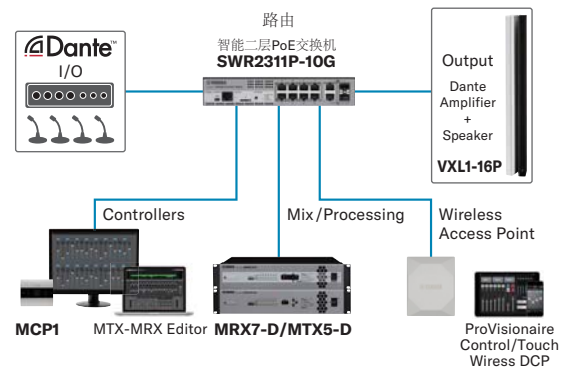 路由
智能二层PoE交换机
SWR2311P-10G
Dante™
I/O
Output
Dante
Amplifier
+
Speaker
VXL1-16P
Controllers
Mix/Processing
Wireless
Access Point
MCP1
MTX-MRX Editor
MRX7-D/MTX5-D
ProVisionaire
Control/Touch
Wiress DCP